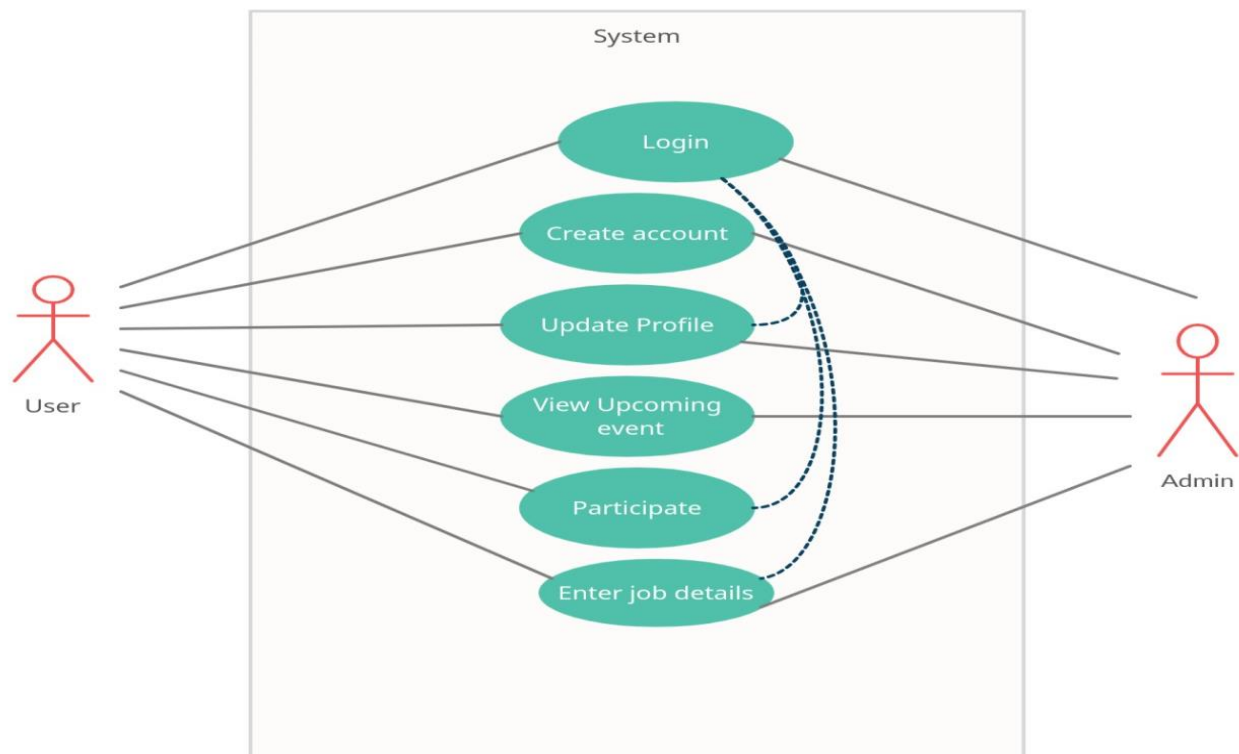 System
Login
Create account
Update Profile
View Upcoming
event
Participate
Enter job details
User
Admin